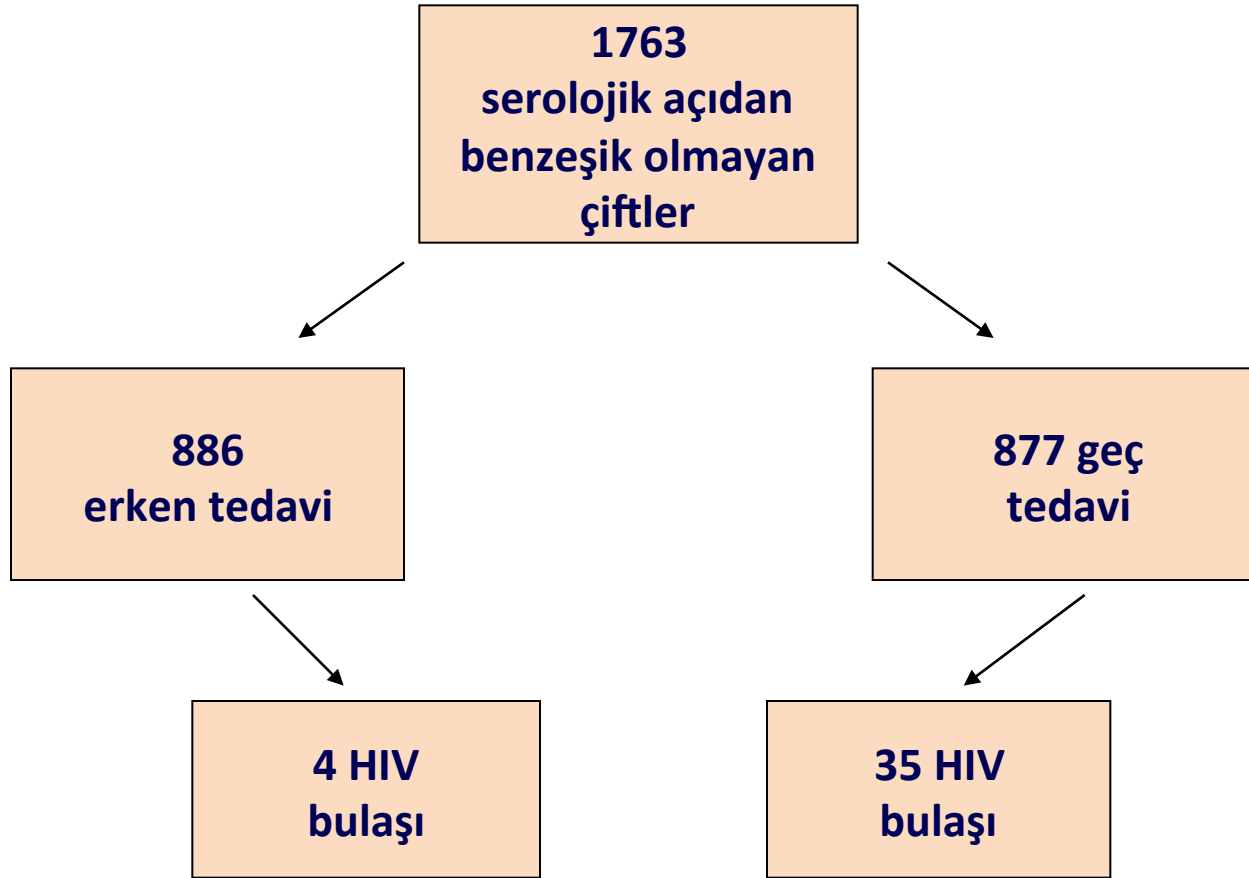 1763
serolojik açıdan
benzeşik olmayan
çiftler
886
erken tedavi
877 geç
tedavi
4 HIV
bulaşı
35 HIV
bulaşı